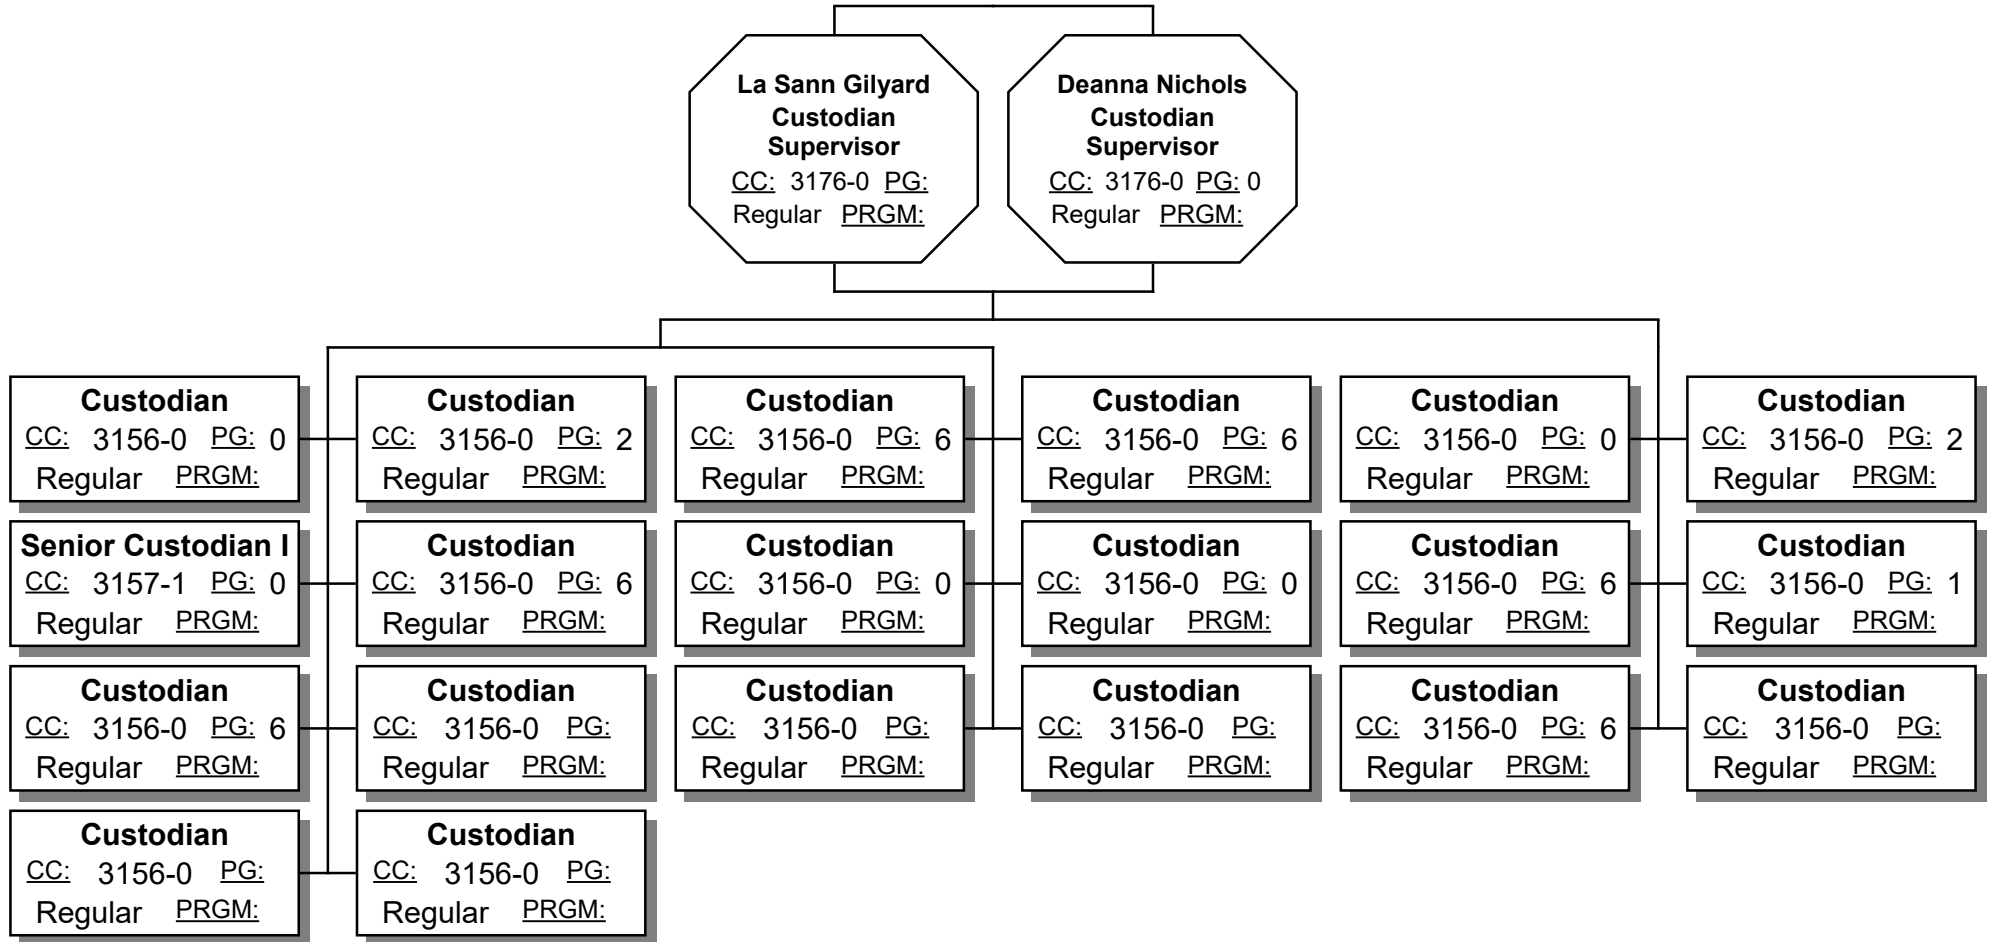 La Sann Gilyard
Custodian
Supervisor
CC: 3176-0 PG:
Regular PRGM:
Deanna Nichols
Custodian
Supervisor
CC: 3176-0 PG: 0
Regular PRGM:
Custodian
CC: 3156-0 PG: 0
Regular PRGM:
Custodian
CC: 3156-0 PG: 2
Regular PRGM:
Custodian
CC: 3156-0 PG: 6
Regular PRGM:
Custodian
CC: 3156-0 PG: 6
Regular PRGM:
Custodian
CC: 3156-0 PG: 0
Regular PRGM:
Custodian
CC: 3156-0 PG: 2
Regular PRGM:
Senior Custodian I
CC: 3157-1 PG: 0
Regular PRGM:
Custodian
CC: 3156-0 PG: 6
Regular PRGM:
Custodian
CC: 3156-0 PG: 0
Regular PRGM:
Custodian
CC: 3156-0 PG: 0
Regular PRGM:
Custodian
CC: 3156-0 PG: 6
Regular PRGM:
Custodian
CC: 3156-0 PG: 1
Regular PRGM:
Custodian
CC: 3156-0 PG: 6
Regular PRGM:
Custodian
CC: 3156-0 PG:
Regular PRGM:
Custodian
CC: 3156-0 PG:
Regular PRGM:
Custodian
CC: 3156-0 PG:
Regular PRGM:
Custodian
CC: 3156-0 PG: 6
Regular PRGM:
Custodian
CC: 3156-0 PG:
Regular PRGM:
Custodian
CC: 3156-0 PG:
Regular PRGM:
Custodian
CC: 3156-0 PG:
Regular PRGM: